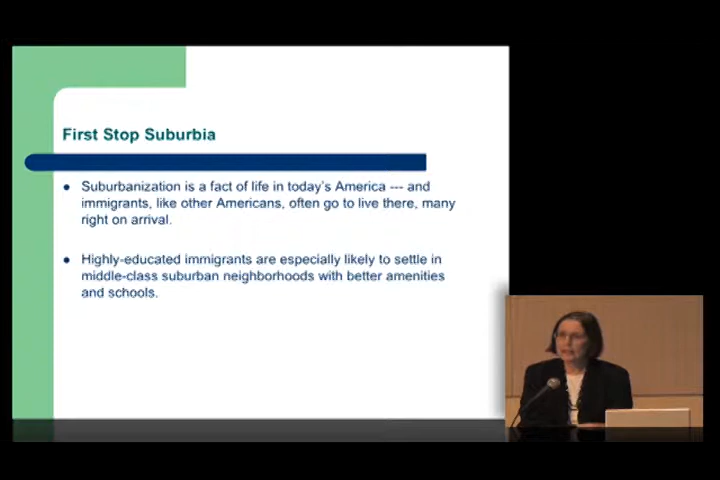 First Stop Suburbia
Suburbanization is a fact of life in today's America --- and
immigrants, like other Americans, often go to live there, many
right on arrival.
Highly-educated immigrants are especially likely to settle in
middle-class suburban neighborhoods with better amenities
and schools.